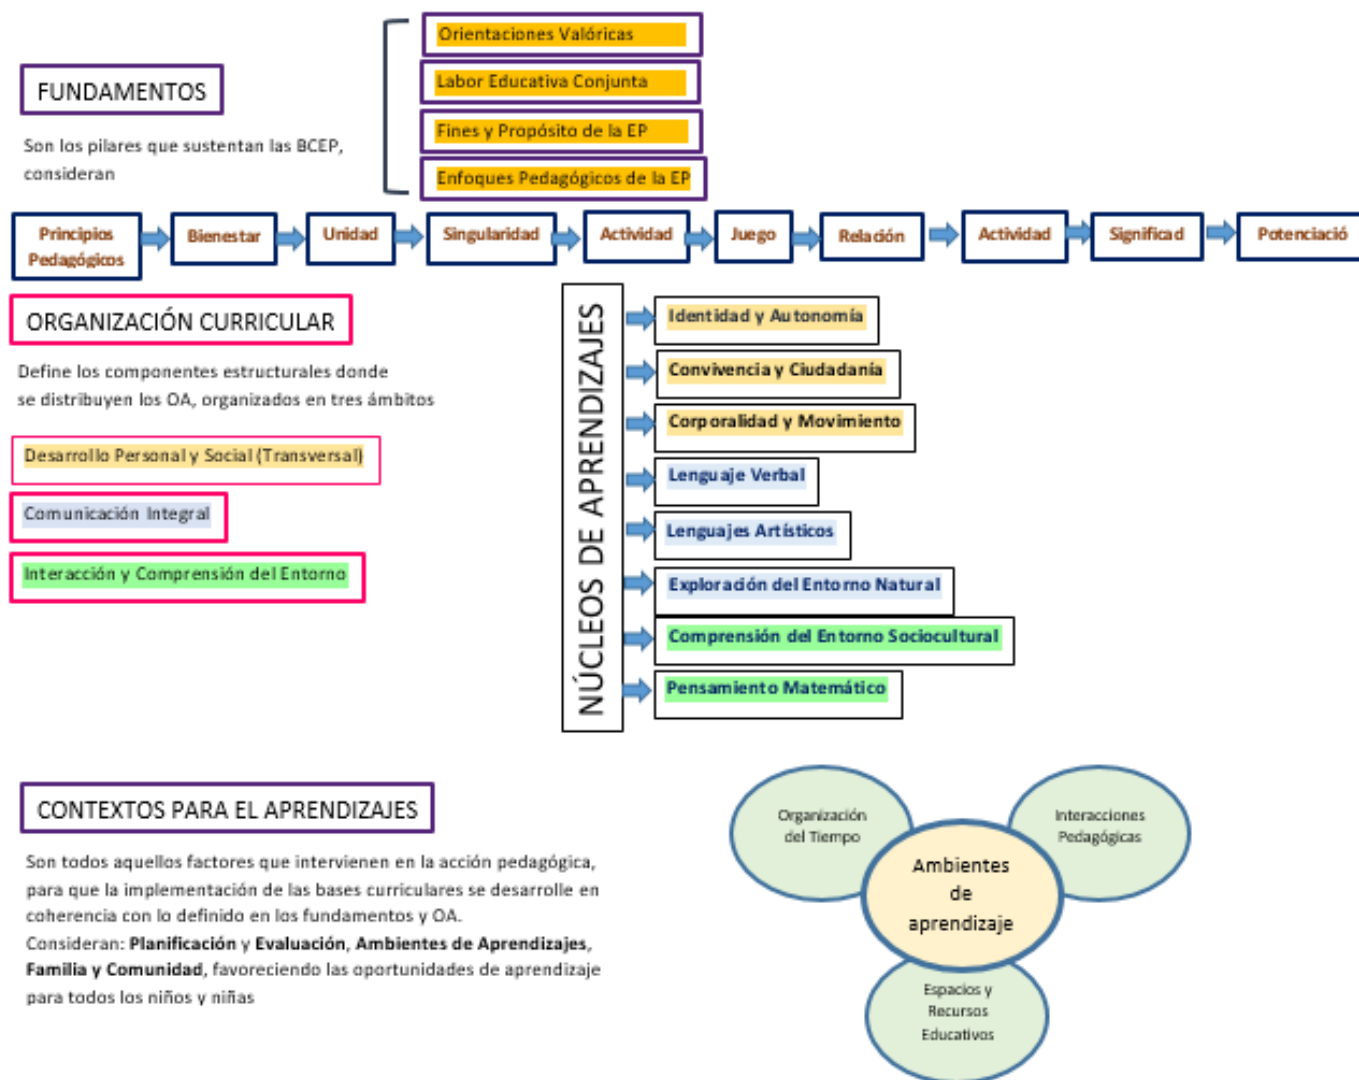 Orientaciones Valóricas
Labor Educativa Conjunta
Fines y Propósito de la EP
Enfoques Pedagógicos de la EP
FUNDAMENTOS
Son los pilares que sustentan las BCEP,
consideran
Principios
Pedagógicos
Bienestar
Unidad
Singularidad
Actividad
Juego
Relación
Actividad
Significad
Potenciació
ORGANIZACIÓN CURRICULAR
Define los componentes estructurales donde
se distribuyen los OA, organizados en tres ámbitos
Desarrollo Personal y Social (Transversal)
Comunicación Integral
Interacción y Comprensión del Entorno
NÚCLEOS DE APRENDIZAJES
Identidad y Autonomía
Convivencia y Ciudadanía
Corporalidad y Movimiento
Lenguaje Verbal
Lenguajes Artísticos
Exploración del Entorno Natural
Comprensión del Entorno Sociocultural
Pensamiento Matemático
CONTEXTOS PARA EL APRENDIZAJES
Son todos aquellos factores que intervienen en la acción pedagógica,
para que la implementación de las bases curriculares se desarrolle en
coherencia con lo definido en los fundamentos y OA.
Consideran: Planificación y Evaluación, Ambientes de Aprendizajes,
Familia y Comunidad, favoreciendo las oportunidades de aprendizaje
para todos los niños y niñas
Organización
del Tiempo
Interacciones
Pedagógicas
Ambientes
de
aprendizaje
Espacios y
Recursos
Educativos